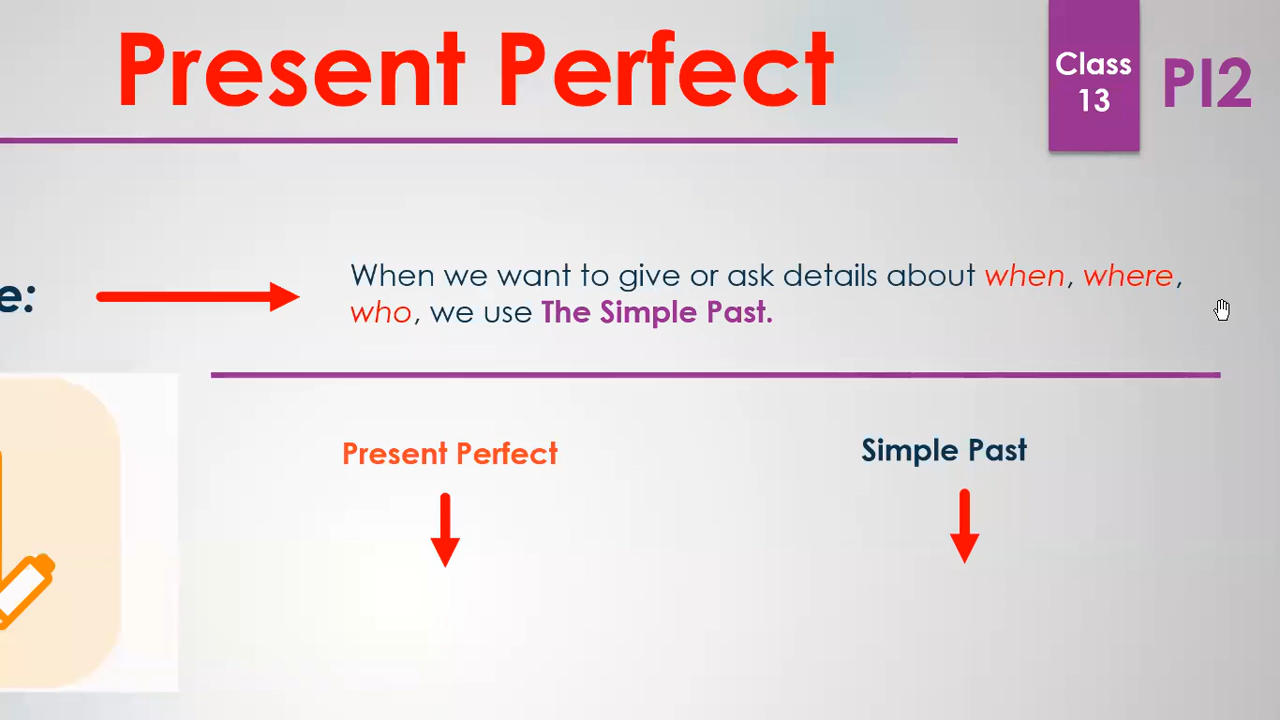 Present Perfect
Class
13
PI2
e:
When we want to give or ask details about when, where,
who, we use The Simple Past.
Present Perfect
Simple Past